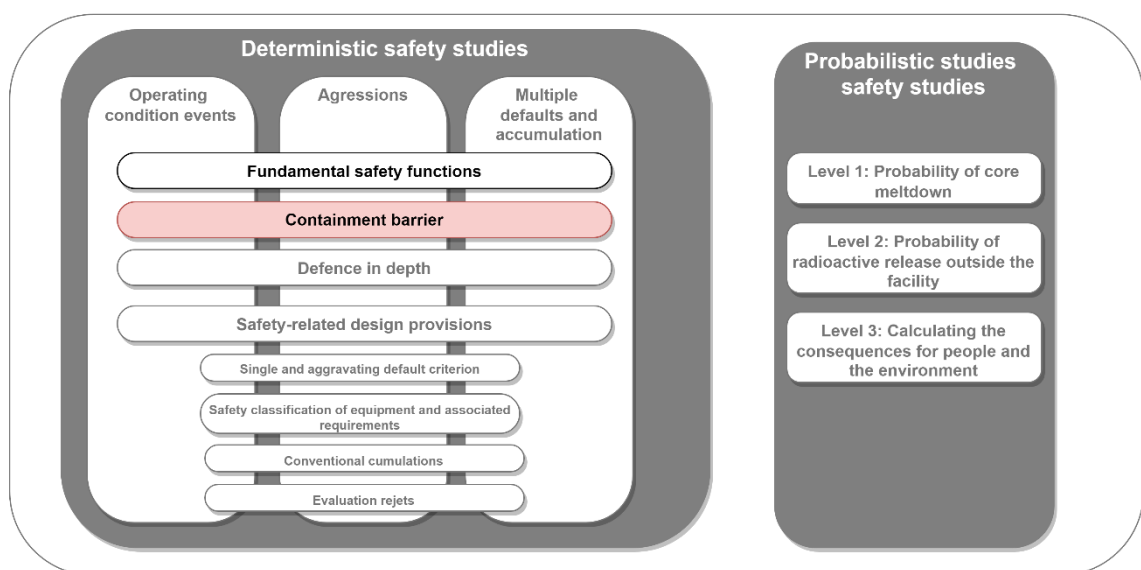 Deterministic safety studies
Operating
condition events
Agressions
Multiple
defaults and
accumulation
Fundamental safety functions
Containment barrier
Defence in depth
Safety-related design provisions
Single and aggravating default criterion
Safety classification of equipment and associated
requirements
Conventional cumulations
Evaluation rejets
Probabilistic studies
safety studies
Level 1: Probability of core
meltdown
Level 2: Probability of
radioactive release outside the
facility
Level 3: Calculating the
consequences for people and
the environment